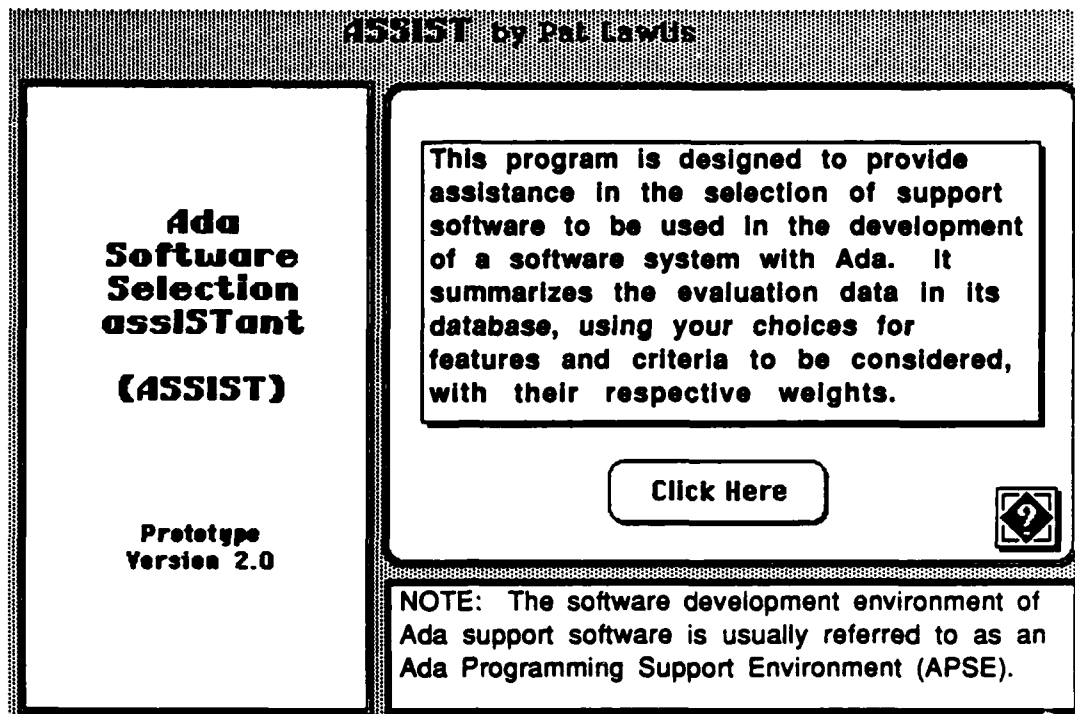 ASSIST by Pat Lawlis
Ada
Software
Selection
assISTant
(ASSIST)
Prototype
Version 2.0
This program is designed to provide
assistance in the selection of support
software to be used in the development
of a software system with Ada. It
summarizes the evaluation data in its
database, using your choices for
features and criteria to be considered,
with their respective weights.
Click Here
?
NOTE: The software development environment of
Ada support software is usually referred to as an
Ada Programming Support Environment (APSE).